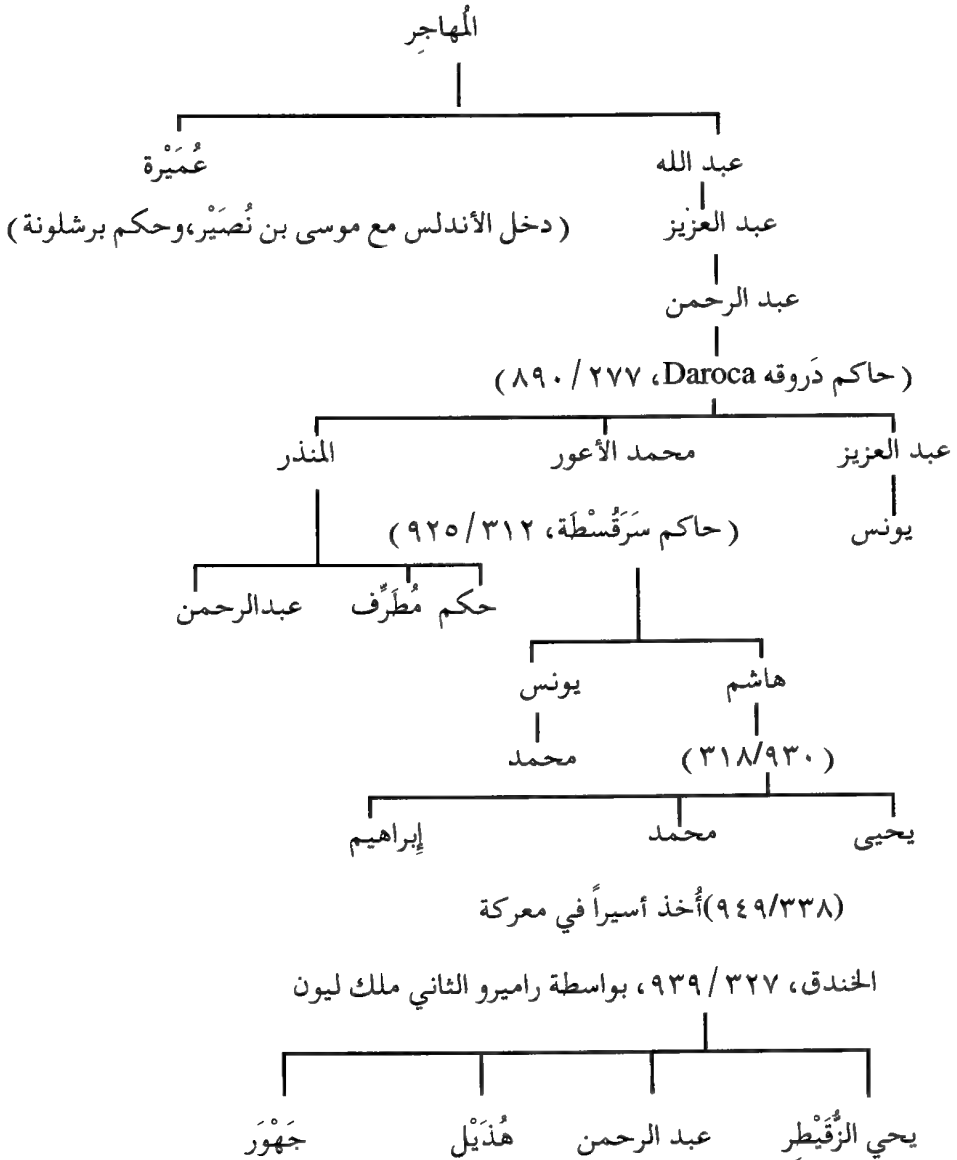 المُهاجِر
عبد الله عُمَيْرة
عبد العزيز (دخل الأندلس مع موسى بن نُصَيْر،وحكم برشلونة)
عبد الرحمن
(حاكم دَروقه Daroca، ٢٧٧/ ٨٩٠)
عبد العزيز محمد الأعور المنذر
يونس (حاكم سَرَقُسْطَة، ٣١٢/ ٩٢٥)
حكم مُطَرِّف عبدالرحمن
هاشم يونس
(٣١٨/٩٣٠) محمد
يحيى محمد إِبراهيم
(٩٤٩/٣٣٨)أُخذ أسيراً في معركة
الخندق، ٣٢٧/ ٩٣٩، بواسطة راميرو الثاني ملك ليون
يحي الزُّقَيْطِر عبد الرحمن هُذَيْل جَهْوَر